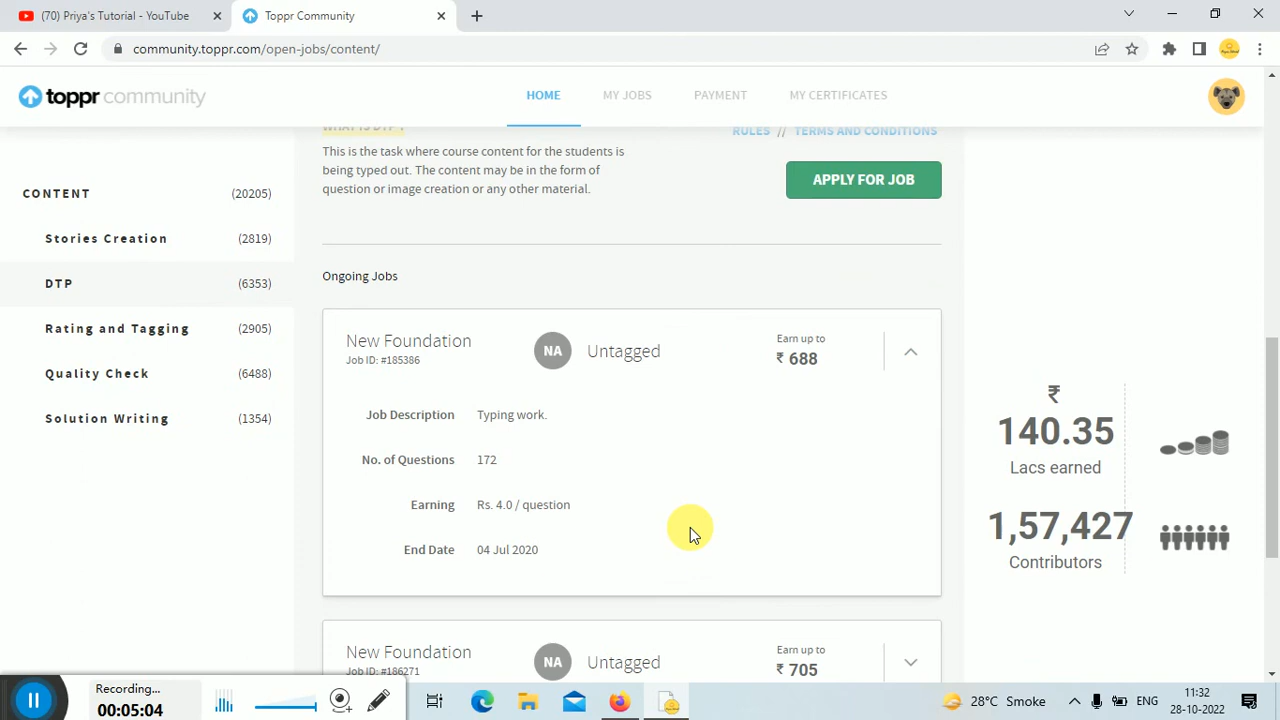 (70) Priya's Tutorial - YouTube
Toppr Community
community.toppr.com/open-jobs/content/
toppr community
HOME
MY JOBS
PAYMENT
MY CERTIFICATES
WHAT IS DTP ?
RULES // TERMS AND CONDITIONS
This is the task where course content for the students is
being typed out. The content may be in the form of
question or image creation or any other material.
APPLY FOR JOB
CONTENT (20205)
Stories Creation (2819)
DTP (6353)
Rating and Tagging (2905)
Quality Check (6488)
Solution Writing (1354)
Ongoing Jobs
New Foundation
Job ID: #185386
NA Untagged
Earn up to
₹ 688
Job Description Typing work.
No. of Questions 172
Earning Rs. 4.0 / question
End Date 04 Jul 2020
New Foundation
Job ID: #186271
NA Untagged
Earn up to
₹ 705
₹
140.35
Lacs earned
1,57,427
Contributors
Recording...
00:05:04
28°C Smoke
ENG
11:32
28-10-2022